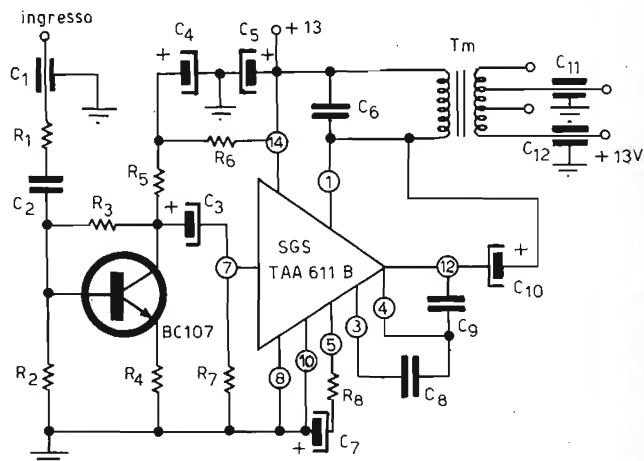 ingresso
+ 13
C4
C5
Tm
+
+
C1
C11
R1
C6
R6
14
C12
+ 13V
C2
R5
1
R3
+
C3
SGS
TAA 611 B
7
12
+
C10
BC107
4
3
C9
5
R2
R4
R7
8
10
R8
C8
+
C7